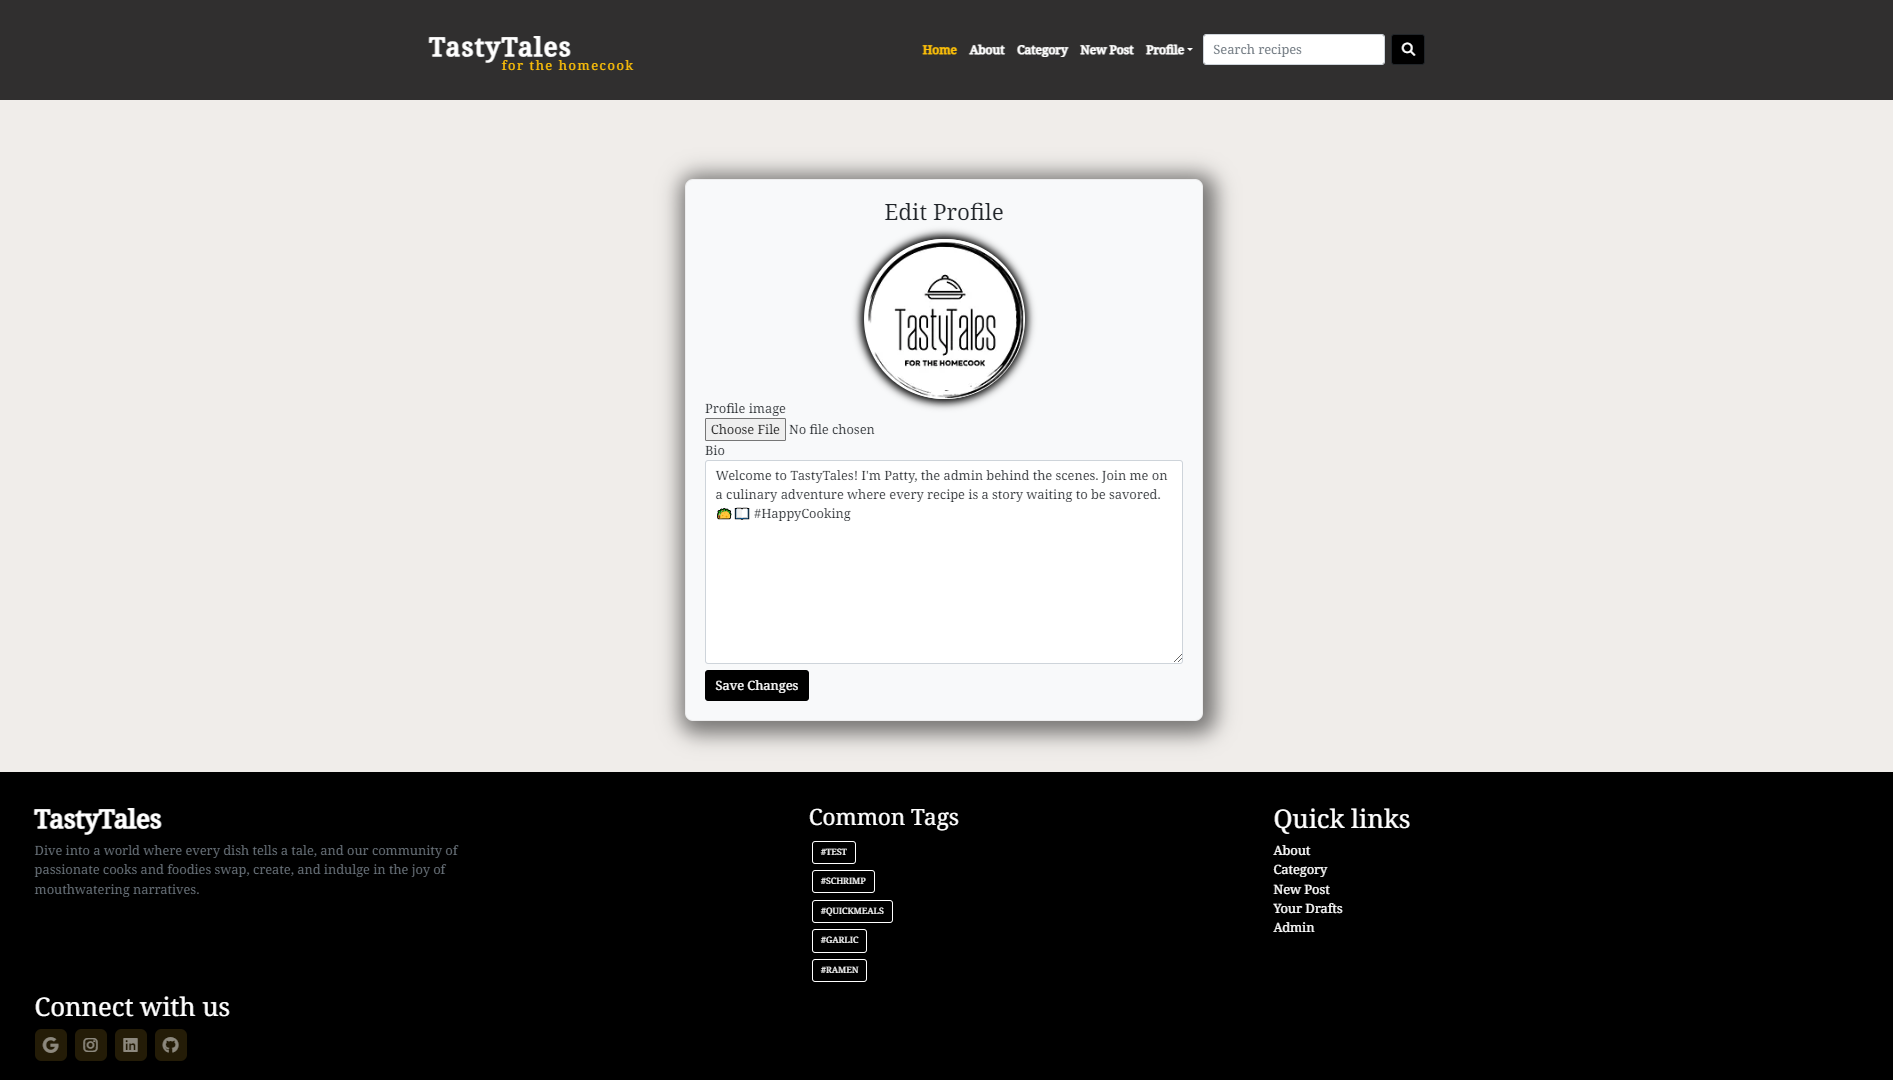 TastyTales
for the homecook
Home About Category New Post Profile Search recipes
Edit Profile
TastyTales
FOR THE HOMECOOK
Profile image
Choose File No file chosen
Bio
Welcome to TastyTales! I'm Patty, the admin behind the scenes. Join me on
a culinary adventure where every recipe is a story waiting to be savored.
🌮📖 #HappyCooking
Save Changes
TastyTales
Dive into a world where every dish tells a tale, and our community of
passionate cooks and foodies swap, create, and indulge in the joy of
mouthwatering narratives.
Common Tags
#TEST
#SCHRIMP
#QUICKMEALS
#GARLIC
#RAMEN
Quick links
About
Category
New Post
Your Drafts
Admin
Connect with us